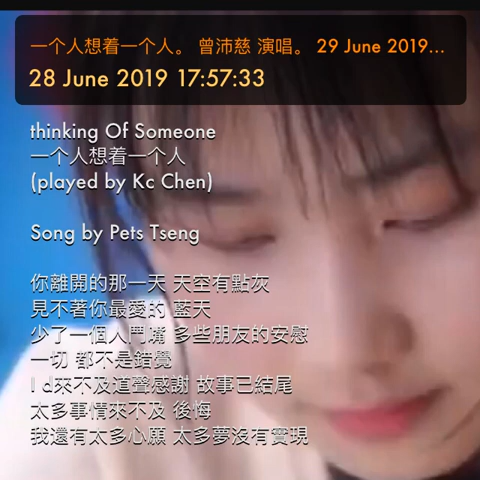 一个人想着一个人。 曾沛慈 演唱。 29 June 2019...
28 June 2019 17:57:33
thinking Of Someone
一个人想着一个人
(played by Kc Chen)
Song by Pets Tseng
你離開的那一天 天空有點灰
見不著你最愛的 藍天
少了一個人鬥嘴 多些朋友的安慰
一切 都不是錯覺
I d來不及道聲感謝 故事已結尾
太多事情來不及 後悔
我還有太多心願 太多夢沒有實現